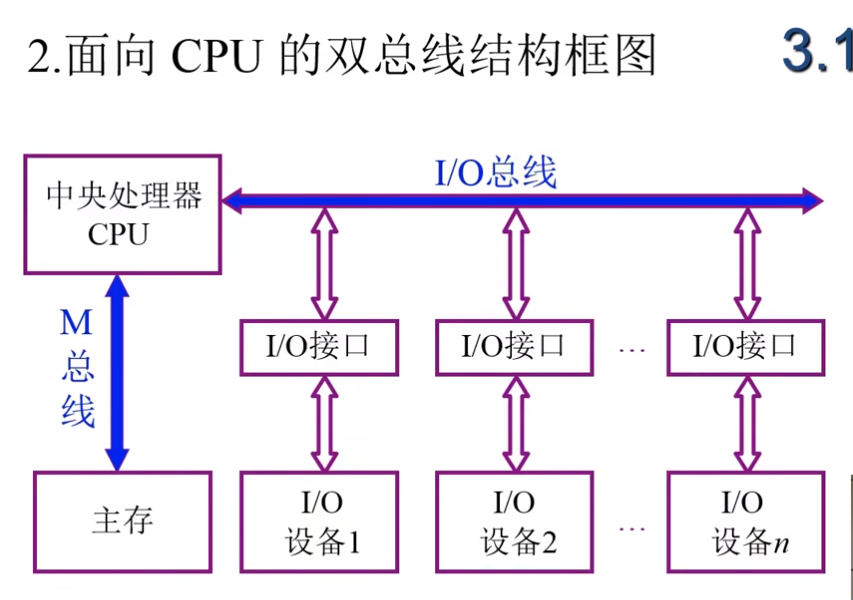 2.面向 CPU 的双总线结构框图
3.1
中央处理器
CPU
I/O总线
M
总
线
I/O接口
I/O接口
…
I/O接口
主存
I/O
设备1
I/O
设备2
…
I/O
设备n